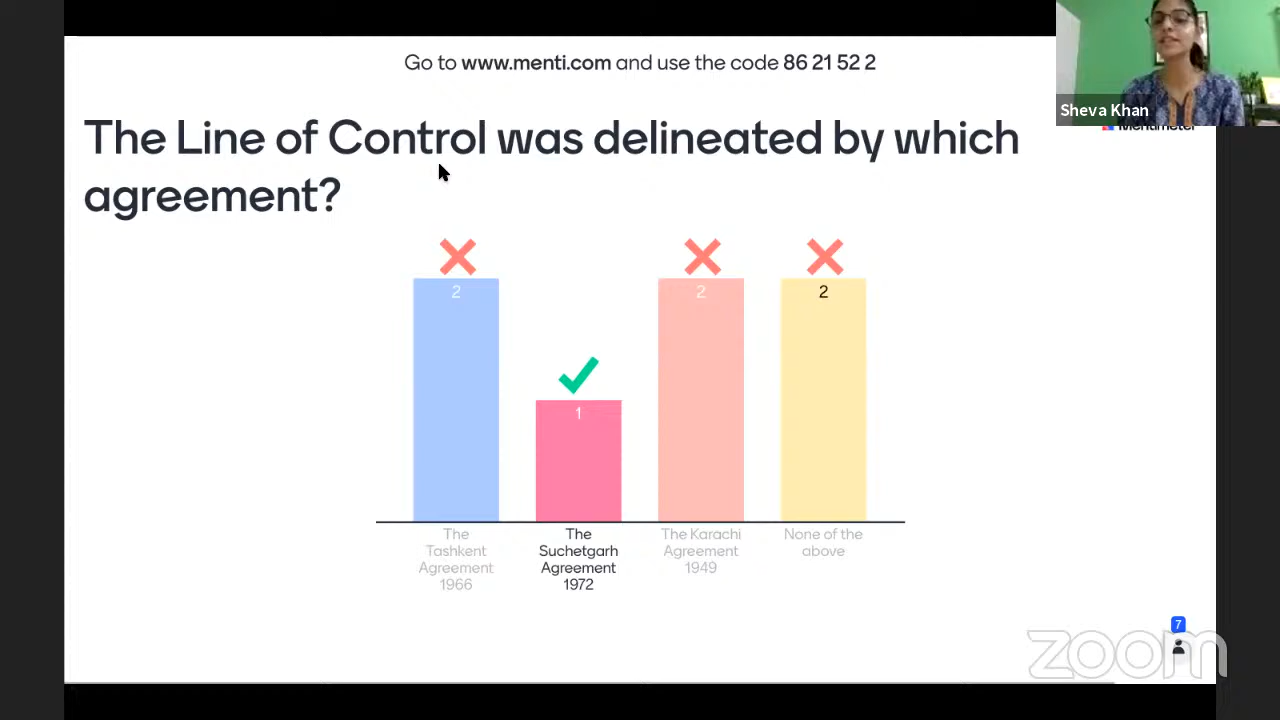 Go to www.menti.com and use the code 86 21 52 2
Sheva Khan
Mentimeter
The Line of Control was delineated by which
agreement?
2
1
2
2
The
Tashkent
Agreement
1966
The
Suchetgarh
Agreement
1972
The Karachi
Agreement
1949
None of the
above
7
zoom